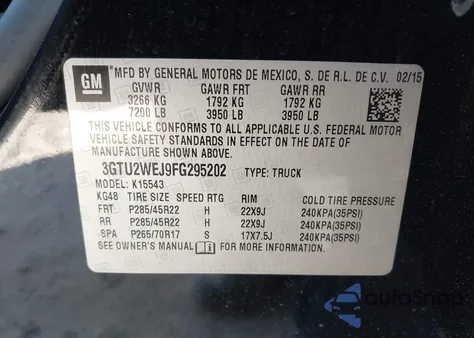 GM
*MFD BY GENERAL MOTORS DE MEXICO, S. DE R.L. DE C.V. 02/15
GVWR GAWR FRT GAWR RR
3266 KG 1792 KG 1792 KG
7200 LB 3950 LB 3950 LB
THIS VEHICLE CONFORMS TO ALL APPLICABLE U.S. FEDERAL MOTOR
VEHICLE SAFETY STANDARDS IN EFFECT ON THE DATE OF
MANUFACTURE SHOWN ABOVE.
3GTU2WEJ9FG295202 TYPE: TRUCK
MODEL: K15543
KG48 TIRE SIZE SPEED RTG RIM COLD TIRE PRESSURE
FRT P285/45R22 H 22X9J 240KPA(35PSI)
RR P285/45R22 H 22X9J 240KPA(35PSI)
SPA P265/70R17 S 17X7.5J 240KPA(35PSI)
SEE OWNER'S MANUAL FOR MORE INFORMATION.
AutoSnap